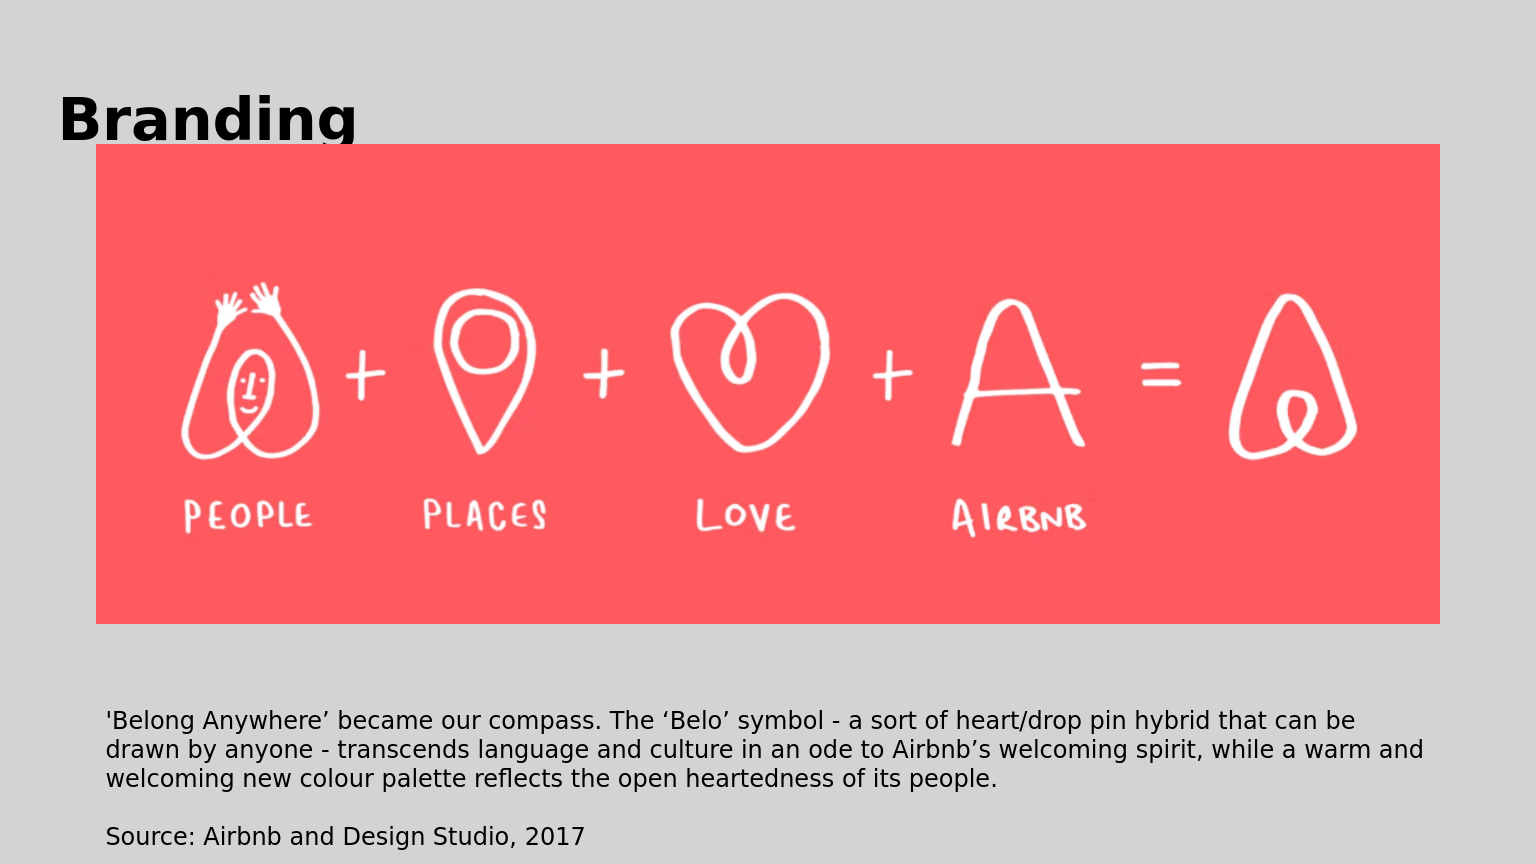 Branding
+ + + =
PEOPLE PLACES LOVE AIRBNB
'Belong Anywhere’ became our compass. The ‘Belo’ symbol - a sort of heart/drop pin hybrid that can be
drawn by anyone - transcends language and culture in an ode to Airbnb’s welcoming spirit, while a warm and
welcoming new colour palette reflects the open heartedness of its people.
Source: Airbnb and Design Studio, 2017